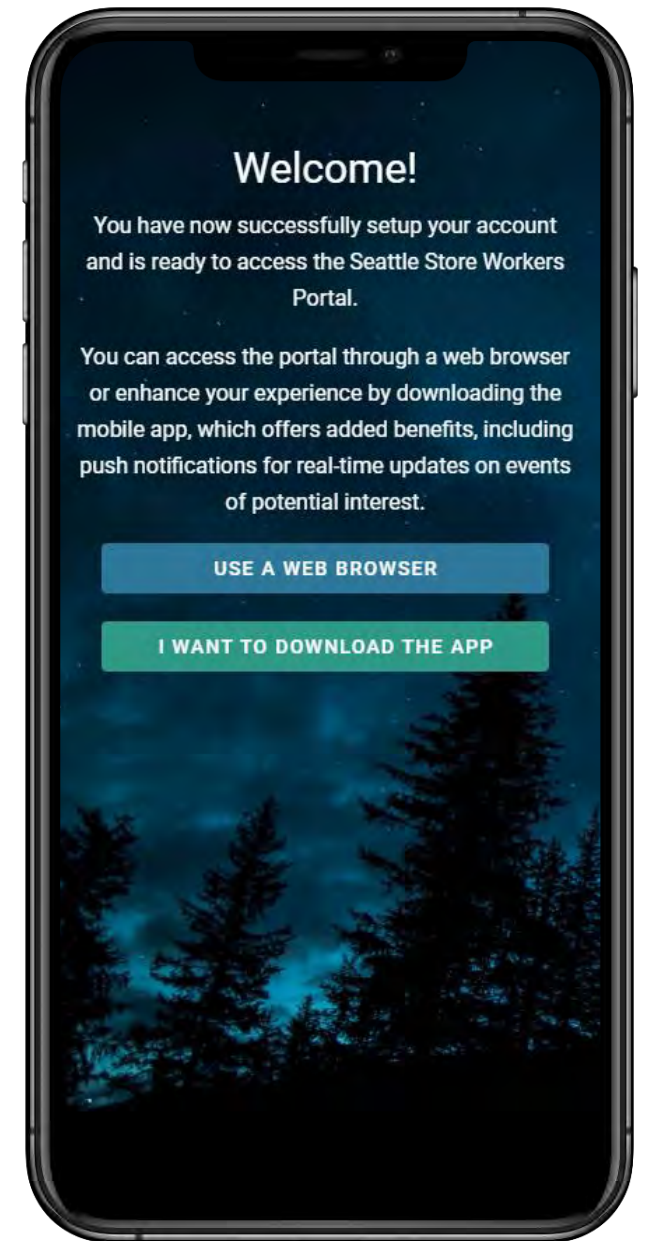 Welcome!
You have now successfully setup your account
and is ready to access the Seattle Store Workers
Portal.
You can access the portal through a web browser
or enhance your experience by downloading the
mobile app, which offers added benefits, including
push notifications for real-time updates on events
of potential interest.
USE A WEB BROWSER
I WANT TO DOWNLOAD THE APP